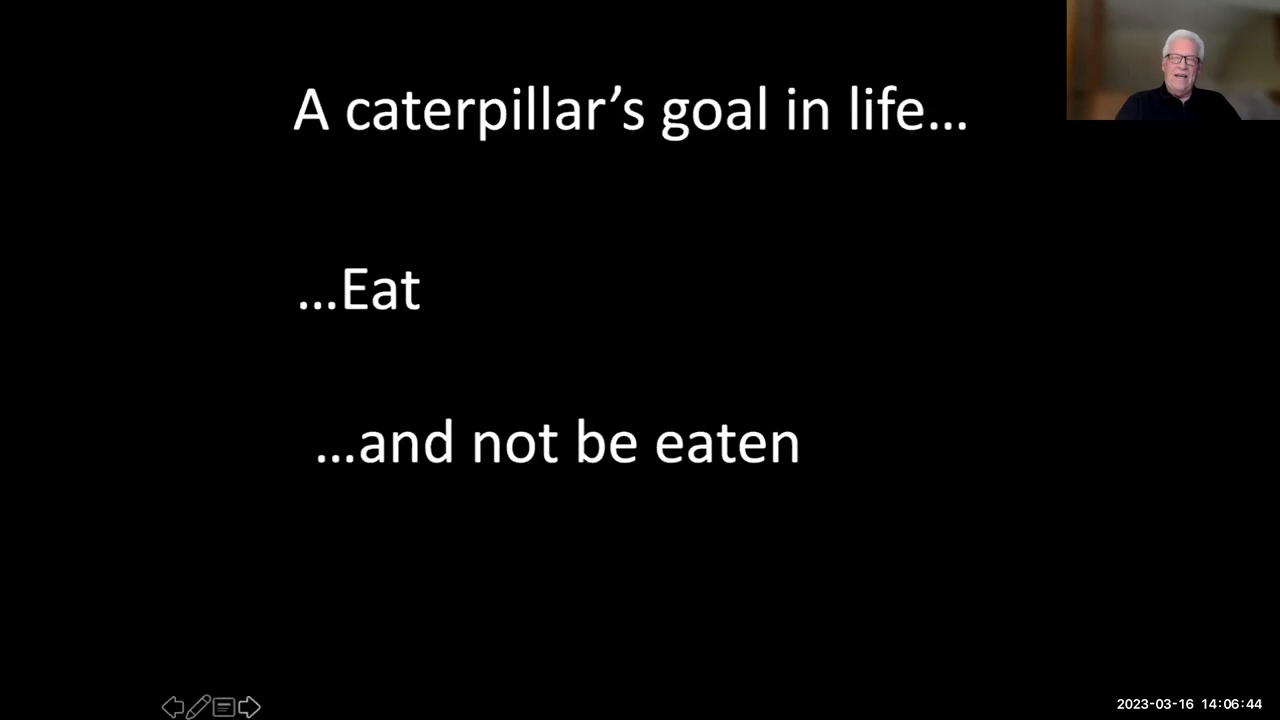 A caterpillar’s goal in life…
…Eat
…and not be eaten
2023-03-16 14:06:44